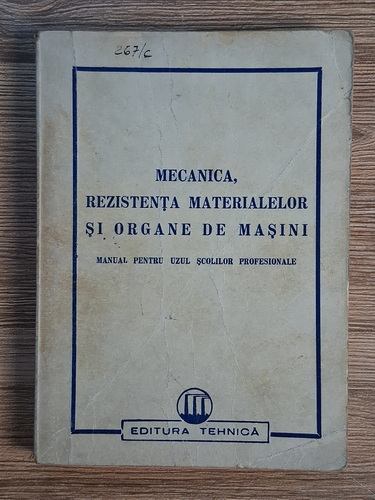 267/C
MECANICA,
REZISTENȚA MATERIALELOR
ȘI ORGANE DE MAȘINI
MANUAL PENTRU UZUL ȘCOLILOR PROFESIONALE
EDITURA TEHNICĂ